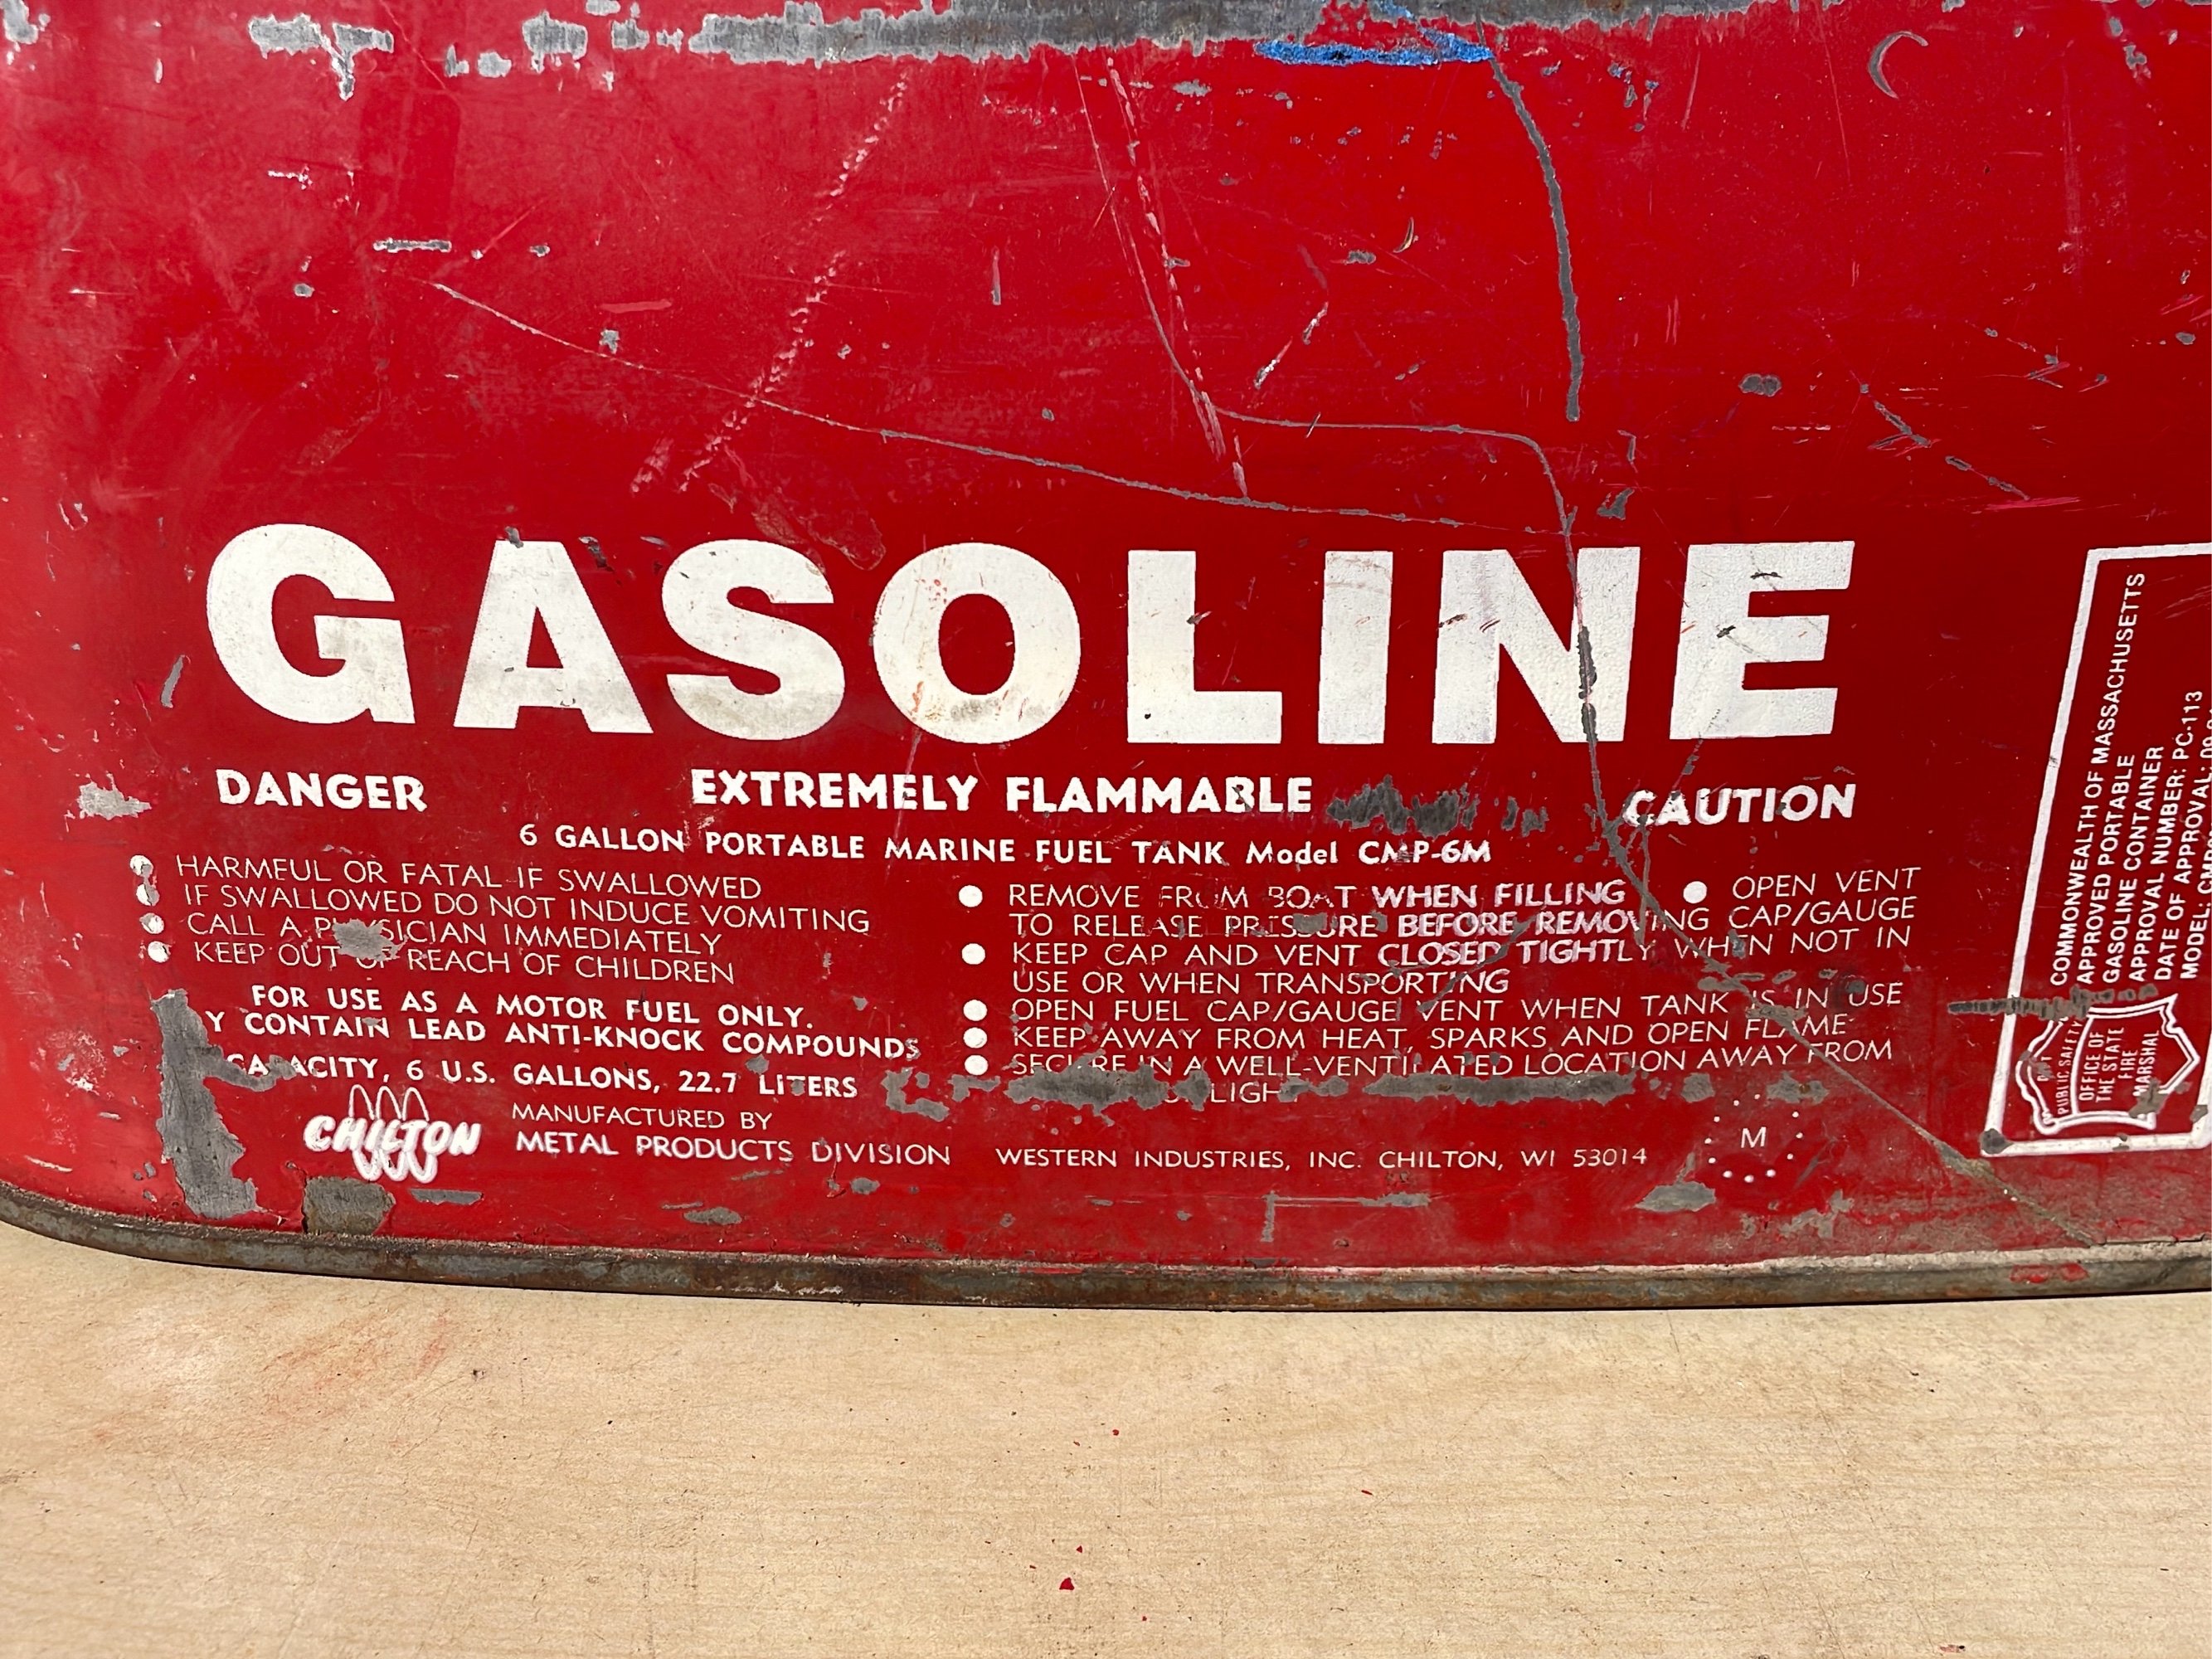 GASOLINE
DANGER EXTREMELY FLAMMABLE CAUTION
6 GALLON PORTABLE MARINE FUEL TANK Model CMP-6M
● HARMFUL OR FATAL IF SWALLOWED
● IF SWALLOWED DO NOT INDUCE VOMITING
● CALL A PHYSICIAN IMMEDIATELY
● KEEP OUT OF REACH OF CHILDREN
FOR USE AS A MOTOR FUEL ONLY.
Y CONTAIN LEAD ANTI-KNOCK COMPOUNDS
CAPACITY, 6 U.S. GALLONS, 22.7 LITERS
● REMOVE FROM BOAT WHEN FILLING ● OPEN VENT
TO RELEASE PRESSURE BEFORE REMOVING CAP/GAUGE
● KEEP CAP AND VENT CLOSED TIGHTLY WHEN NOT IN
USE OR WHEN TRANSPORTING
● OPEN FUEL CAP/GAUGE VENT WHEN TANK IS IN USE
● KEEP AWAY FROM HEAT, SPARKS AND OPEN FLAME
● SECURE IN A WELL-VENTILATED LOCATION AWAY FROM
CHILTON
MANUFACTURED BY
METAL PRODUCTS DIVISION WESTERN INDUSTRIES, INC. CHILTON, WI 53014
M
COMMONWEALTH OF MASSACHUSETTS
APPROVED PORTABLE
GASOLINE CONTAINER
APPROVAL NUMBER: PC-113
DATE OF APPROVAL:
MODEL:
PUBLIC SAFETY
OFFICE OF
THE STATE
FIRE
MARSHAL